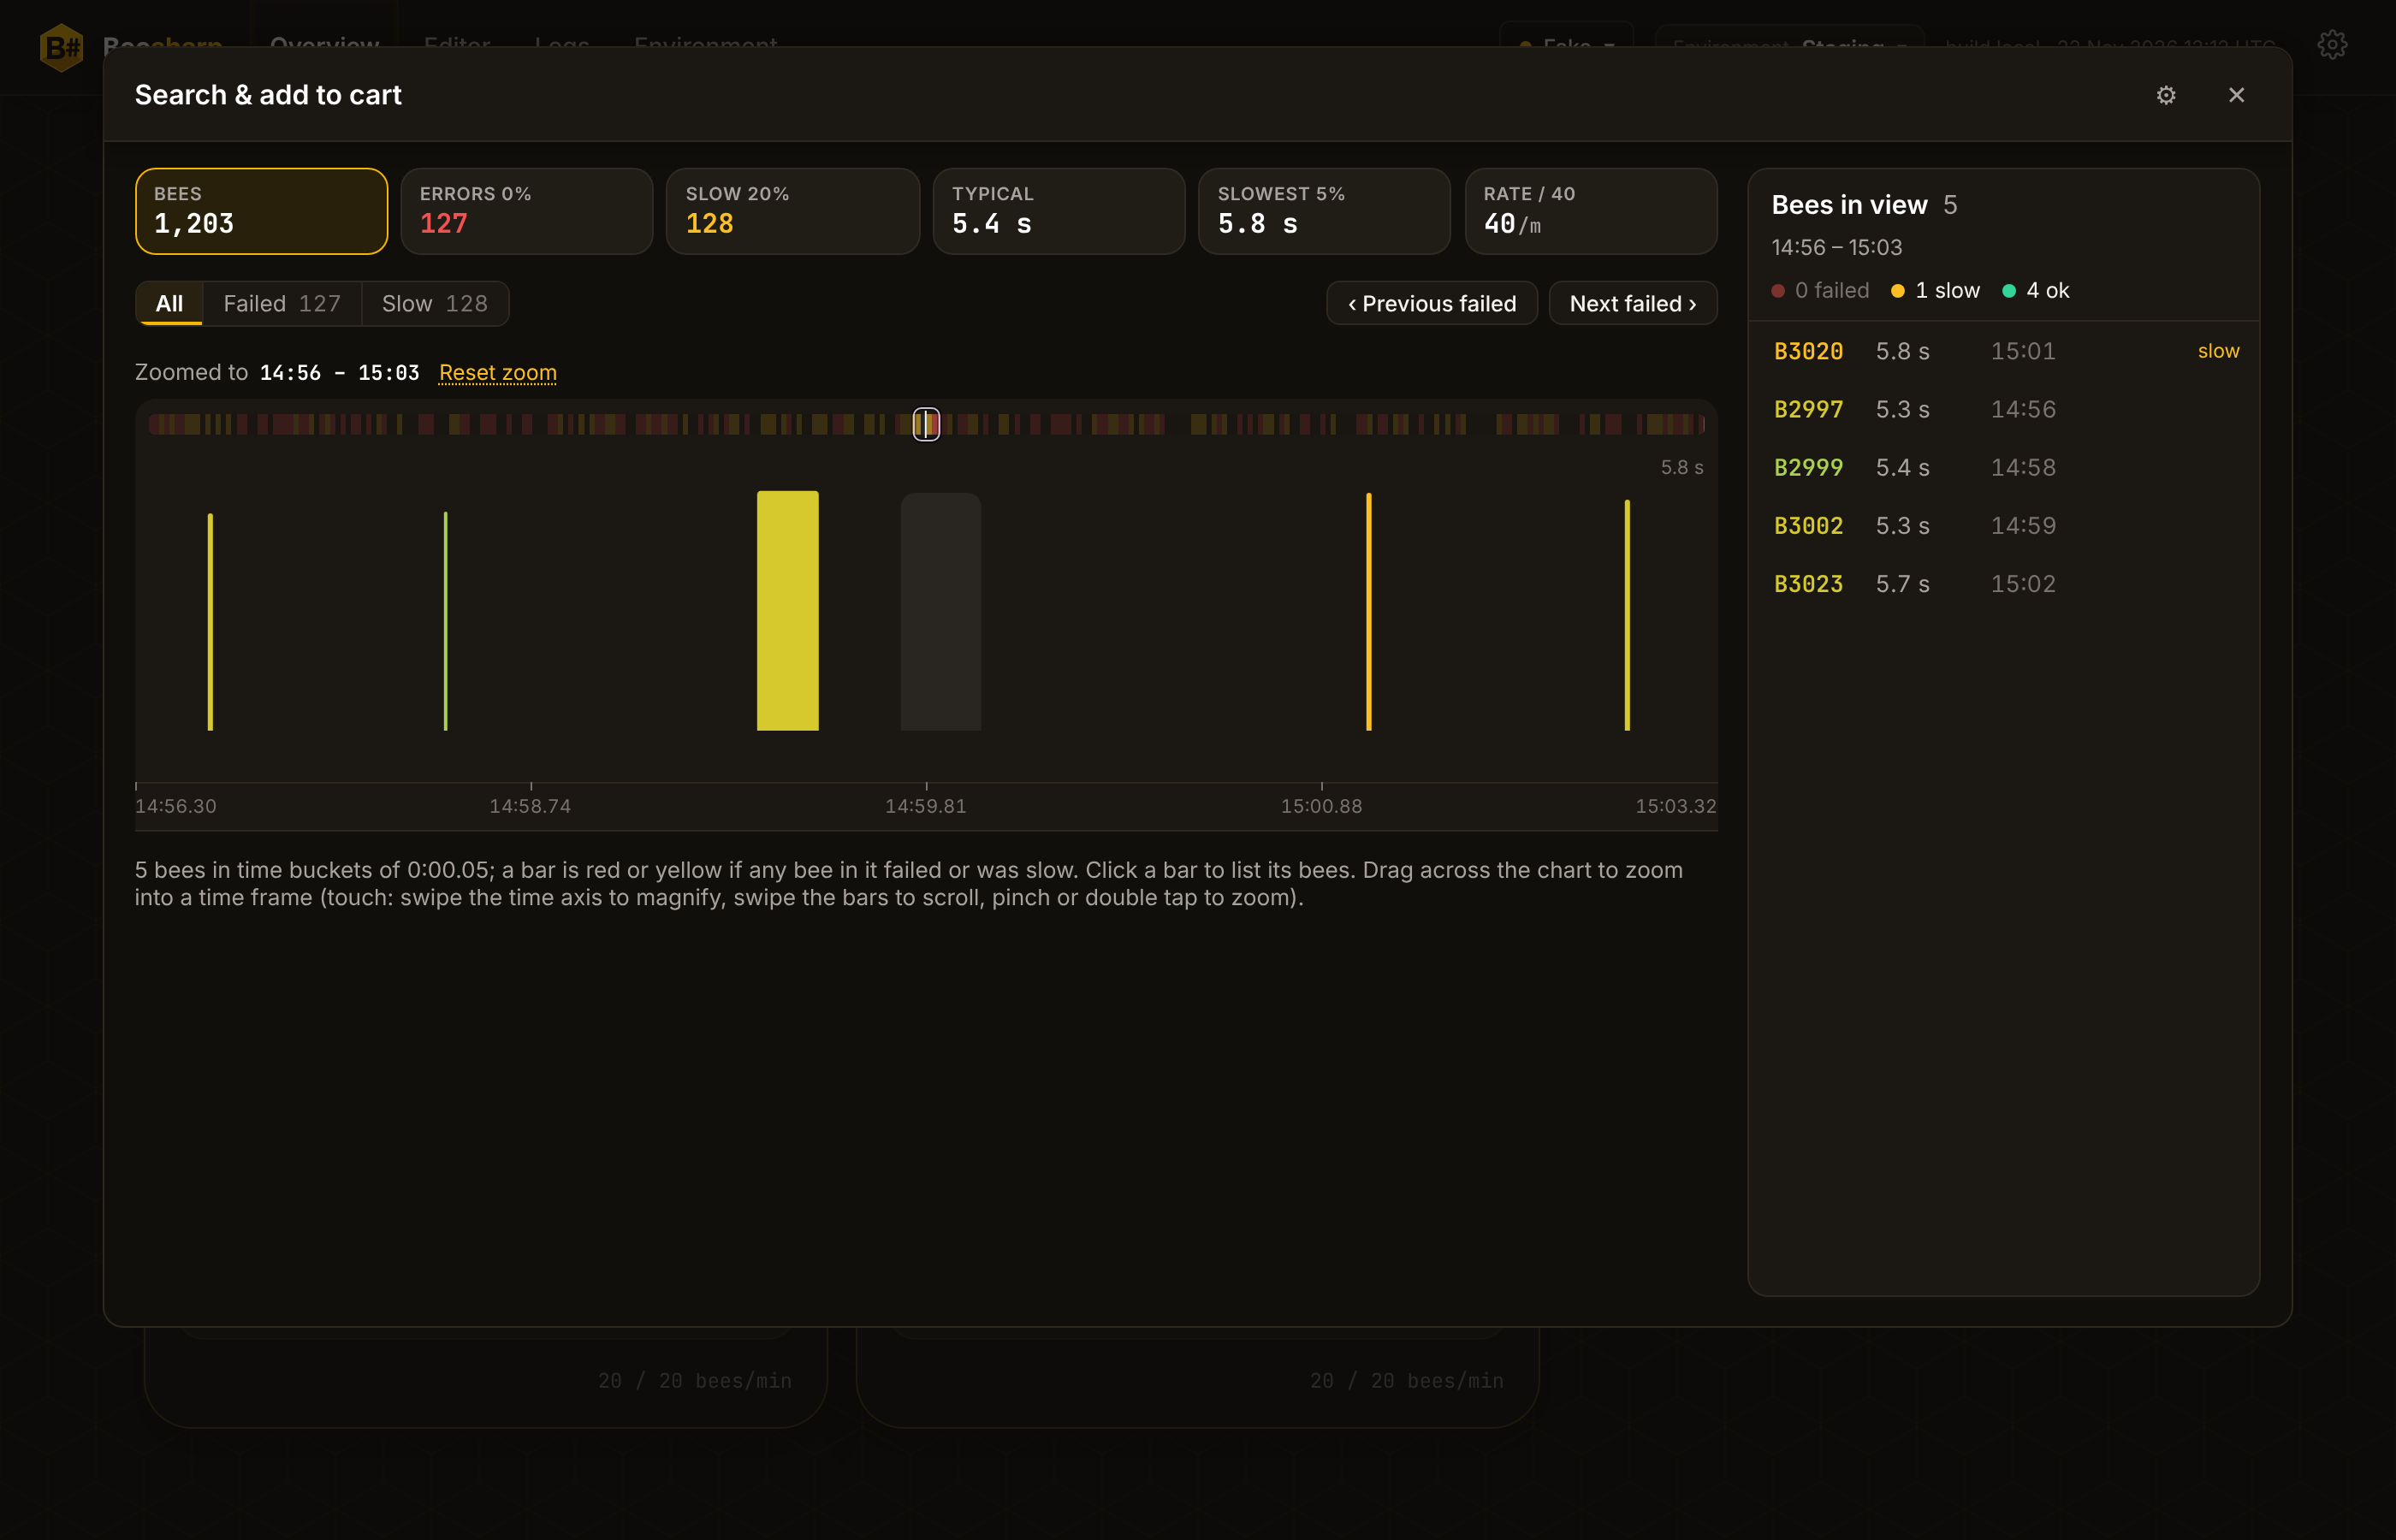 B#
Search & add to cart
BEES
1,203
ERRORS 0%
127
SLOW 20%
128
TYPICAL
5.4 s
SLOWEST 5%
5.8 s
RATE / 40
40/m
All
Failed 127
Slow 128
‹ Previous failed
Next failed ›
Zoomed to 14:56 – 15:03 Reset zoom
5.8 s
14:56.30
14:58.74
14:59.81
15:00.88
15:03.32
5 bees in time buckets of 0:00.05; a bar is red or yellow if any bee in it failed or was slow. Click a bar to list its bees. Drag across the chart to zoom
into a time frame (touch: swipe the time axis to magnify, swipe the bars to scroll, pinch or double tap to zoom).
Bees in view 5
14:56 – 15:03
0 failed 1 slow 4 ok
B3020 5.8 s 15:01 slow
B2997 5.3 s 14:56
B2999 5.4 s 14:58
B3002 5.3 s 14:59
B3023 5.7 s 15:02
20 / 20 bees/min
20 / 20 bees/min